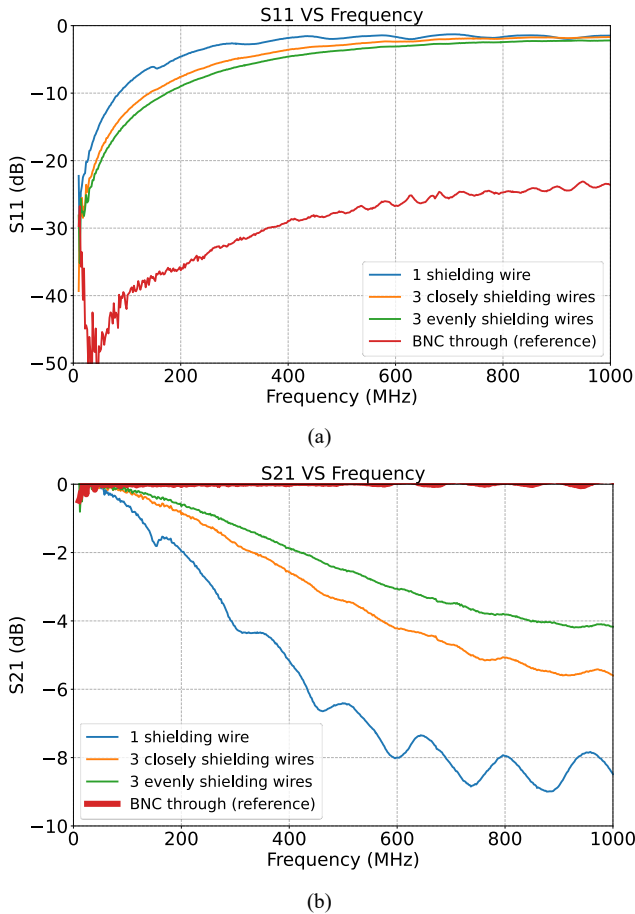 S11 VS Frequency
0
−10
−20
−30
−40
−50
S11 (dB)
1 shielding wire
3 closely shielding wires
3 evenly shielding wires
BNC through (reference)
0 200 400 600 800 1000
Frequency (MHz)
(a)
S21 VS Frequency
0
−2
−4
−6
−8
−10
S21 (dB)
1 shielding wire
3 closely shielding wires
3 evenly shielding wires
BNC through (reference)
200 400 600 800 1000
Frequency (MHz)
(b)